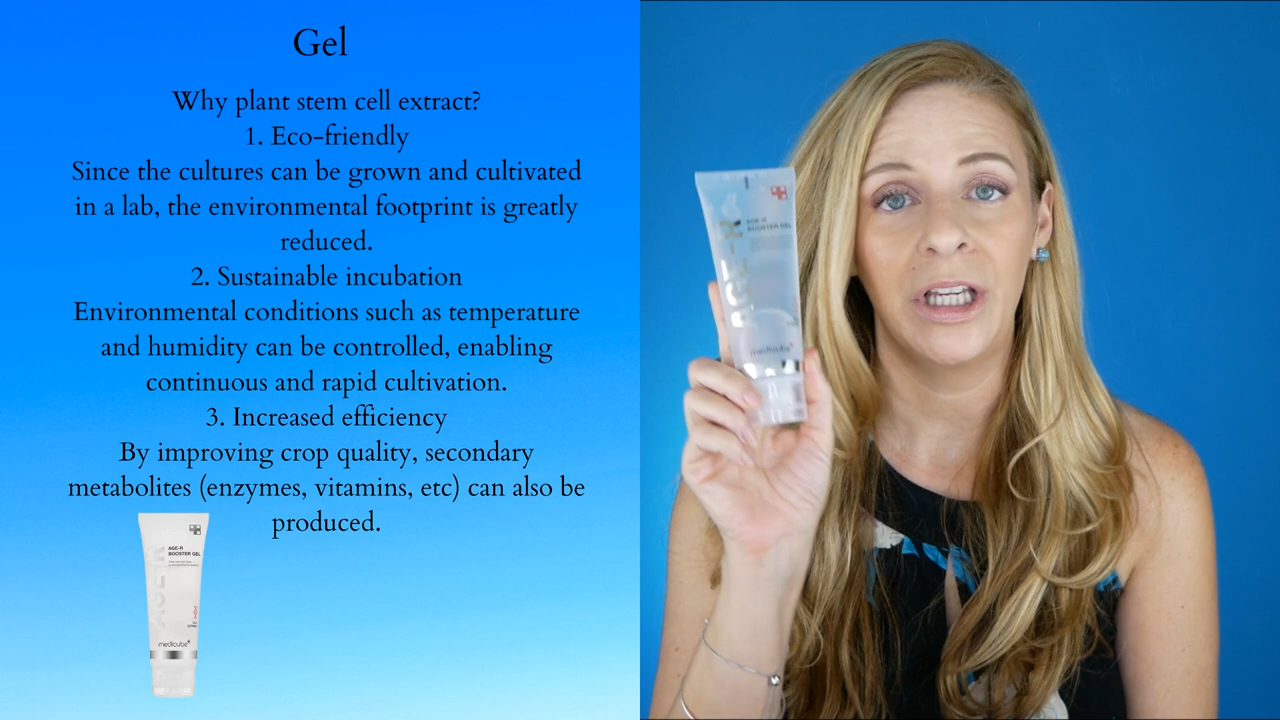 Gel
Why plant stem cell extract?
1. Eco-friendly
Since the cultures can be grown and cultivated
in a lab, the environmental footprint is greatly
reduced.
2. Sustainable incubation
Environmental conditions such as temperature
and humidity can be controlled, enabling
continuous and rapid cultivation.
3. Increased efficiency
By improving crop quality, secondary
metabolites (enzymes, vitamins, etc) can also be
produced.
AGE-R
AGE-R
BOOSTER GEL
medicube
AGE-R
AGE-R
BOOSTER GEL
medicube